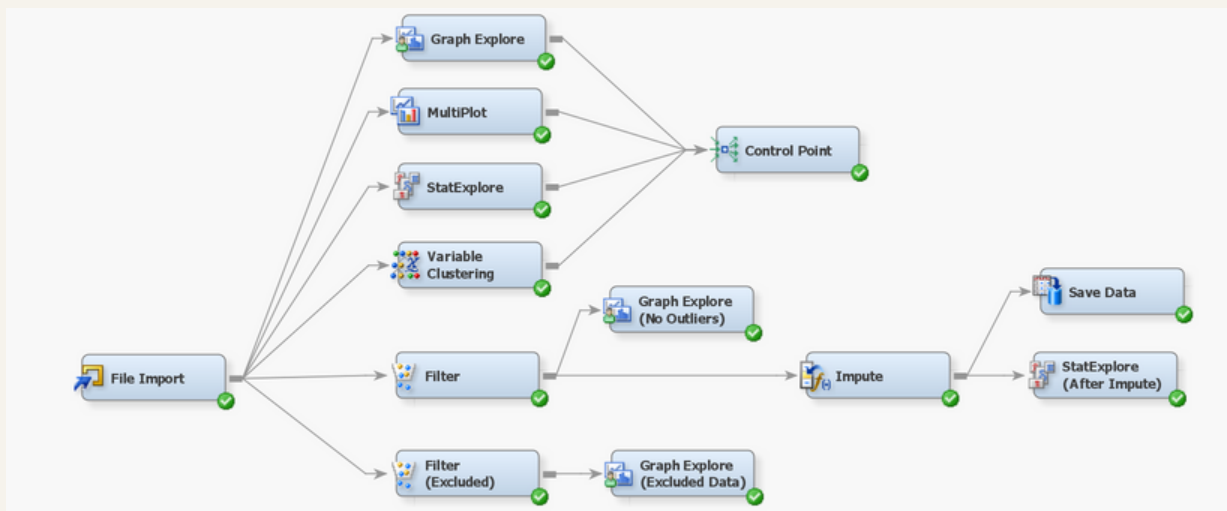 Graph Explore
MultiPlot
Control Point
StatExplore
Variable
Clustering
Save Data
Graph Explore
(No Outliers)
File Import
Filter
Impute
StatExplore
(After Impute)
Filter
(Excluded)
Graph Explore
(Excluded Data)